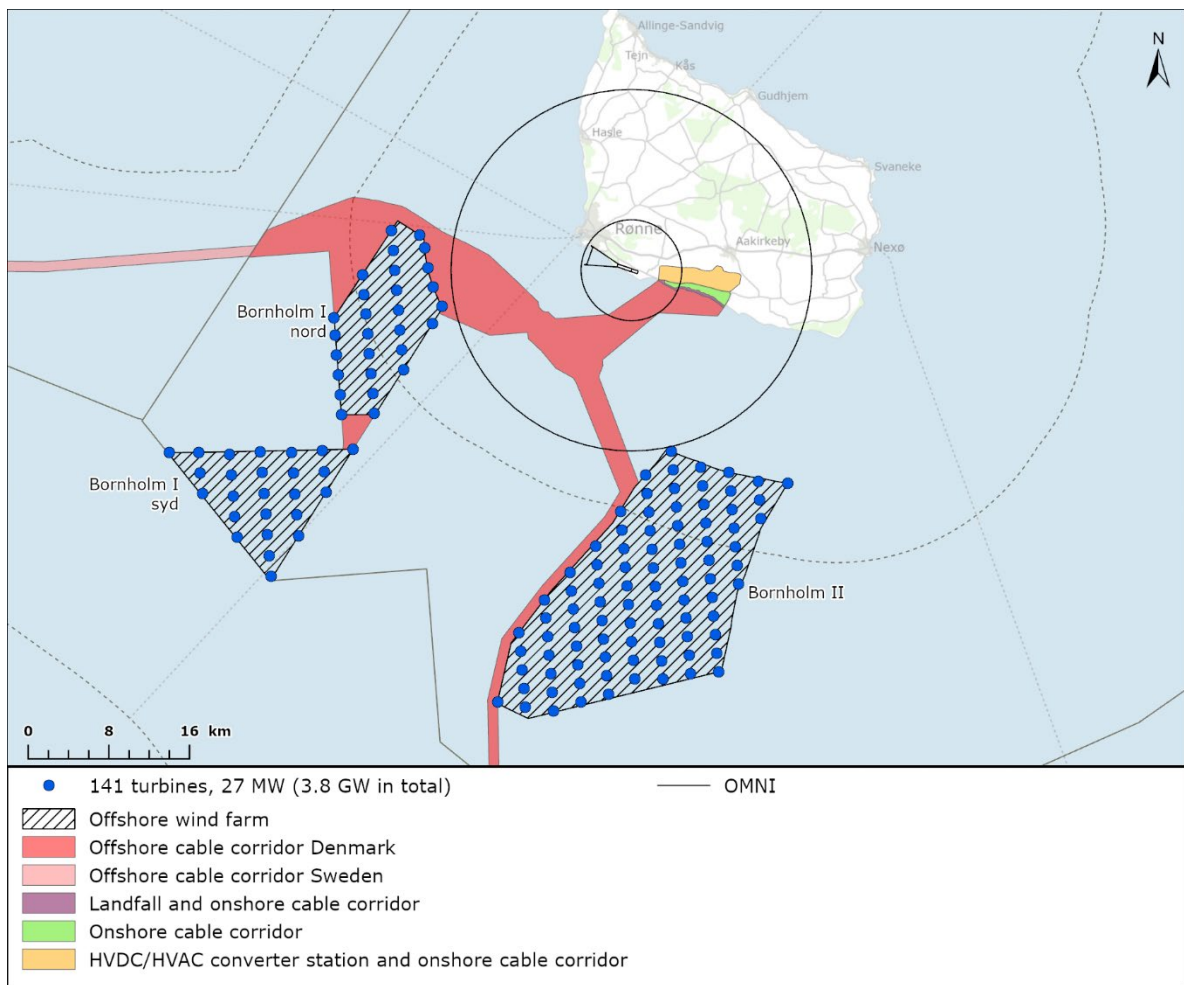 N
Allinge-Sandvig
Tejn
Kås
Gudhjem
Hasle
Svaneke
Rønne
Aakirkeby
Nexø
Bornholm I
nord
Bornholm I
syd
Bornholm II
0 8 16 km
141 turbines, 27 MW (3.8 GW in total)
OMNI
Offshore wind farm
Offshore cable corridor Denmark
Offshore cable corridor Sweden
Landfall and onshore cable corridor
Onshore cable corridor
HVDC/HVAC converter station and onshore cable corridor